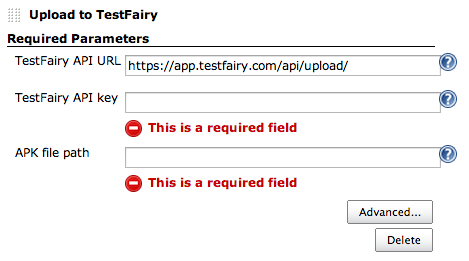 Upload to TestFairy
Required Parameters
TestFairy API URL https://app.testfairy.com/api/upload/ ?
TestFairy API key ?
This is a required field
APK file path ?
This is a required field
Advanced...
Delete